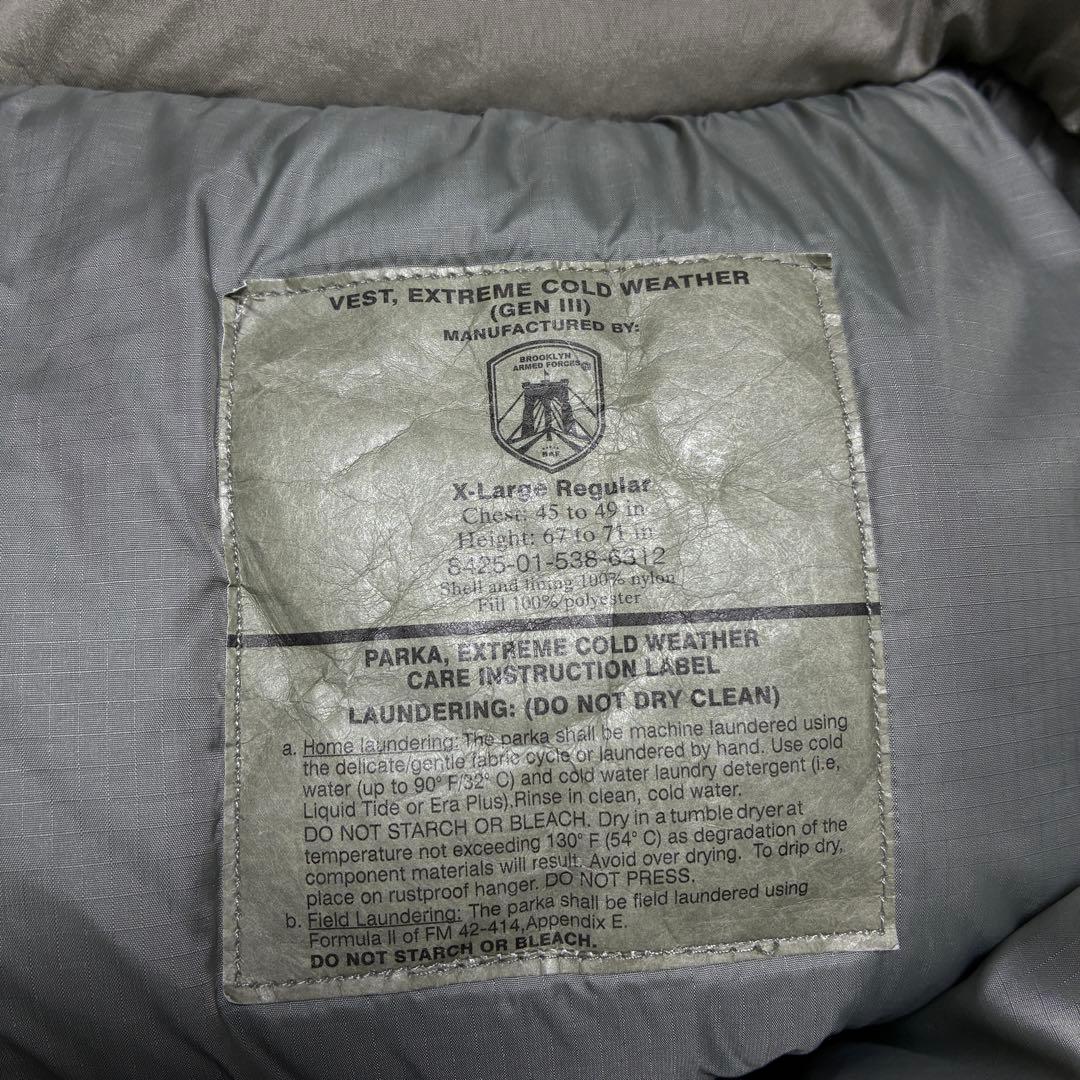 VEST, EXTREME COLD WEATHER
(GEN III)
MANUFACTURED BY:
BROOKLYN
ARMED FORCES
BAF
X-Large Regular
Chest: 45 to 49 in
Height: 67 to 71 in
8425-01-538-6312
Shell and lining 100% nylon
Fill 100% polyester
PARKA, EXTREME COLD WEATHER
CARE INSTRUCTION LABEL
LAUNDERING: (DO NOT DRY CLEAN)
a. Home laundering: The parka shall be machine laundered using
the delicate/gentle fabric cycle or laundered by hand. Use cold
water (up to 90° F/32° C) and cold water laundry detergent (i.e,
Liquid Tide or Era Plus).Rinse in clean, cold water.
DO NOT STARCH OR BLEACH. Dry in a tumble dryer at
temperature not exceeding 130° F (54° C) as degradation of the
component materials will result. Avoid over drying. To drip dry,
place on rustproof hanger. DO NOT PRESS.
b. Field Laundering: The parka shall be field laundered using
Formula II of FM 42-414,Appendix E.
DO NOT STARCH OR BLEACH.